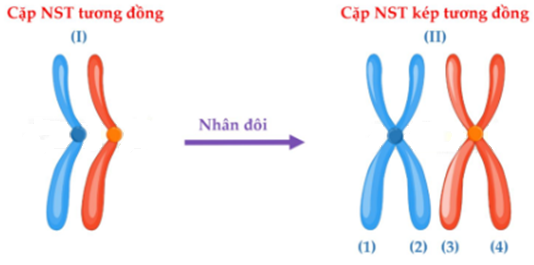 Cặp NST tương đồng
(I)
Cặp NST kép tương đồng
(II)
Nhân đôi
(1)
(2)
(3)
(4)